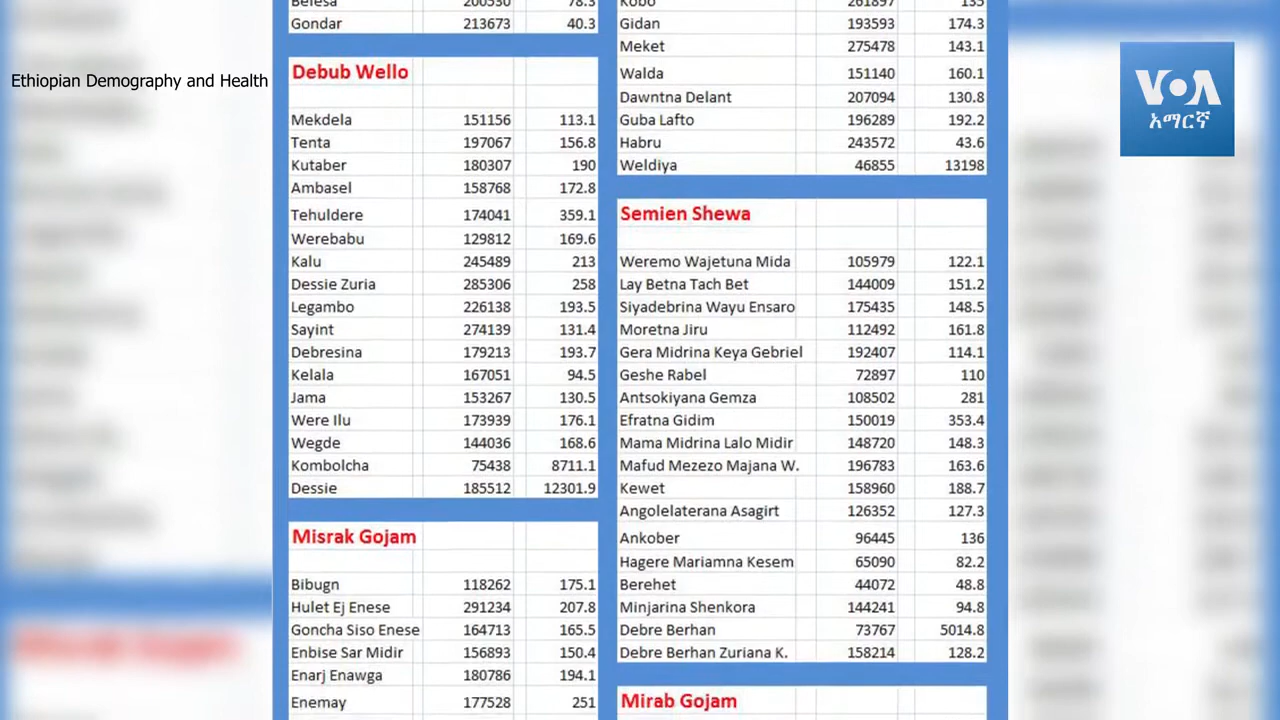 Ethiopian Demography and Health
VOA
አማርኛ
Belesa 200530 78.3
Gondar 213673 40.3
Debub Wello
Mekdela 151156 113.1
Tenta 197067 156.8
Kutaber 180307 190
Ambasel 158768 172.8
Tehuldere 174041 359.1
Werebabu 129812 169.6
Kalu 245489 213
Dessie Zuria 285306 258
Legambo 226138 193.5
Sayint 274139 131.4
Debresina 179213 193.7
Kelala 167051 94.5
Jama 153267 130.5
Were Ilu 173939 176.1
Wegde 144036 168.6
Kombolcha 75438 8711.1
Dessie 185512 12301.9
Misrak Gojam
Bibugn 118262 175.1
Hulet Ej Enese 291234 207.8
Goncha Siso Enese 164713 165.5
Enbise Sar Midir 156893 150.4
Enarj Enawga 180786 194.1
Enemay 177528 251
Kobo 261897 135
Gidan 193593 174.3
Meket 275478 143.1
Walda 151140 160.1
Dawntna Delant 207094 130.8
Guba Lafto 196289 192.2
Habru 243572 43.6
Weldiya 46855 13198
Semien Shewa
Weremo Wajetuna Mida 105979 122.1
Lay Betna Tach Bet 144009 151.2
Siyadebrina Wayu Ensaro 175435 148.5
Moretna Jiru 112492 161.8
Gera Midrina Keya Gebriel 192407 114.1
Geshe Rabel 72897 110
Antsokiyana Gemza 108502 281
Efratna Gidim 150019 353.4
Mama Midrina Lalo Midir 148720 148.3
Mafud Mezezo Majana W. 196783 163.6
Kewet 158960 188.7
Angolelaterana Asagirt 126352 127.3
Ankober 96445 136
Hagere Mariamna Kesem 65090 82.2
Berehet 44072 48.8
Minjarina Shenkora 144241 94.8
Debre Berhan 73767 5014.8
Debre Berhan Zuriana K. 158214 128.2
Mirab Gojam